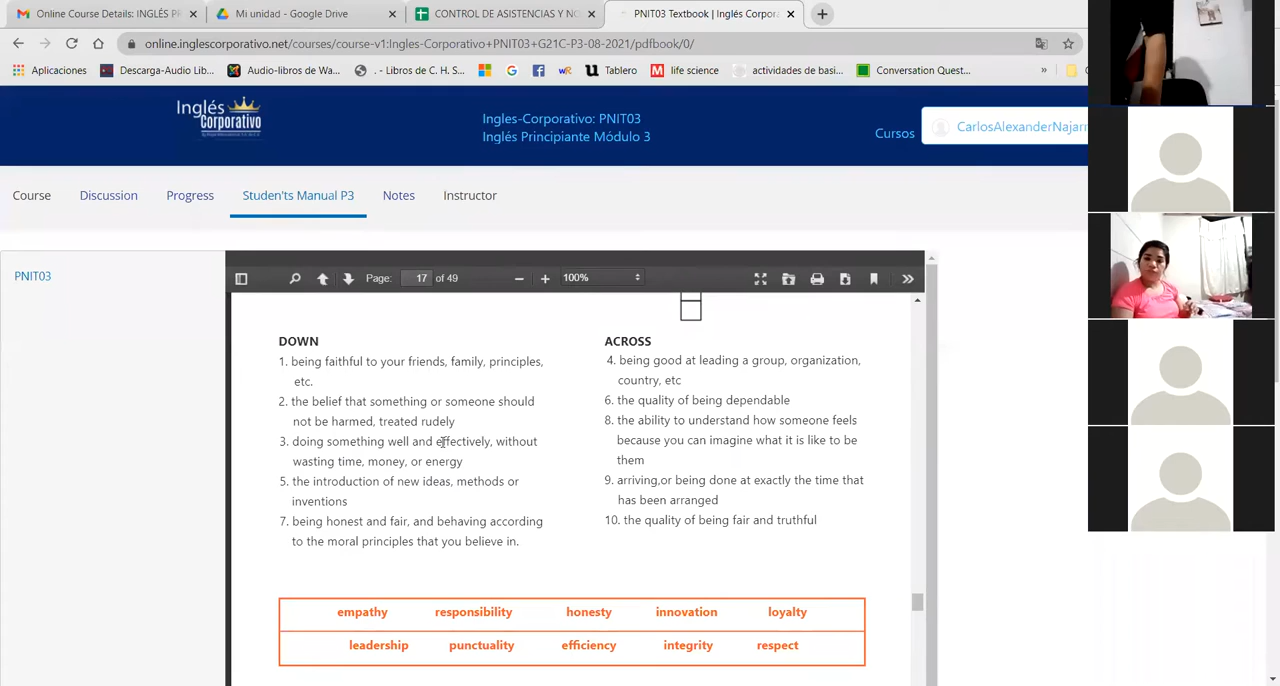 Online Course Details: INGLÉS PR
Mi unidad - Google Drive
CONTROL DE ASISTENCIAS Y NO
PNIT03 Textbook | Inglés Corpora
online.inglescorporativo.net/courses/course-v1:Ingles-Corporativo+PNIT03+G21C-P3-08-2021/pdfbook/0/
Aplicaciones
Descarga-Audio Lib...
Audio-libros de Wa...
. - Libros de C. H. S...
Tablero
life science
actividades de basi...
Conversation Quest...
»
Inglés
Corporativo
Ingles-Corporativo: PNIT03
Inglés Principiante Módulo 3
Cursos
CarlosAlexanderNajarr
Course
Discussion
Progress
Studen'ts Manual P3
Notes
Instructor
PNIT03
Page: 17 of 49
100%
DOWN
1. being faithful to your friends, family, principles,
etc.
2. the belief that something or someone should
not be harmed, treated rudely
3. doing something well and effectively, without
wasting time, money, or energy
5. the introduction of new ideas, methods or
inventions
7. being honest and fair, and behaving according
to the moral principles that you believe in.
ACROSS
4. being good at leading a group, organization,
country, etc
6. the quality of being dependable
8. the ability to understand how someone feels
because you can imagine what it is like to be
them
9. arriving,or being done at exactly the time that
has been arranged
10. the quality of being fair and truthful
empathy responsibility honesty innovation loyalty
leadership punctuality efficiency integrity respect